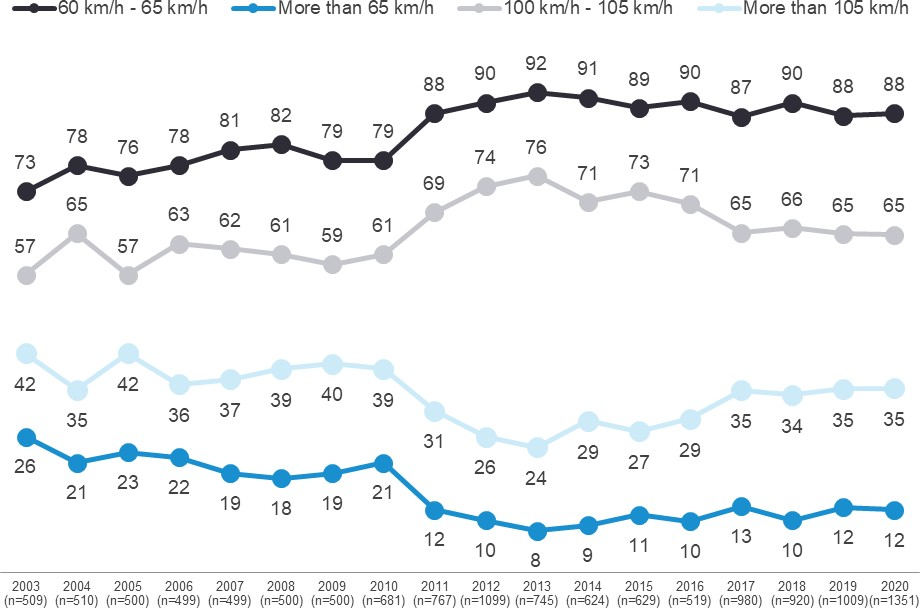 60 km/h - 65 km/h More than 65 km/h 100 km/h - 105 km/h More than 105 km/h
73 78 76 78 81 82 79 79 88 90 92 91 89 90 87 90 88 88
57 65 57 63 62 61 59 61 69 74 76 71 73 71 65 66 65 65
42 35 42 36 37 39 40 39 31 26 24 29 27 29 35 34 35 35
26 21 23 22 19 18 19 21 12 10 8 9 11 10 13 10 12 12
2003 2004 2005 2006 2007 2008 2009 2010 2011 2012 2013 2014 2015 2016 2017 2018 2019 2020
(n=509) (n=510) (n=500) (n=499) (n=499) (n=500) (n=500) (n=681) (n=767) (n=1099) (n=745) (n=624) (n=629) (n=519) (n=980) (n=920) (n=1009) (n=1351